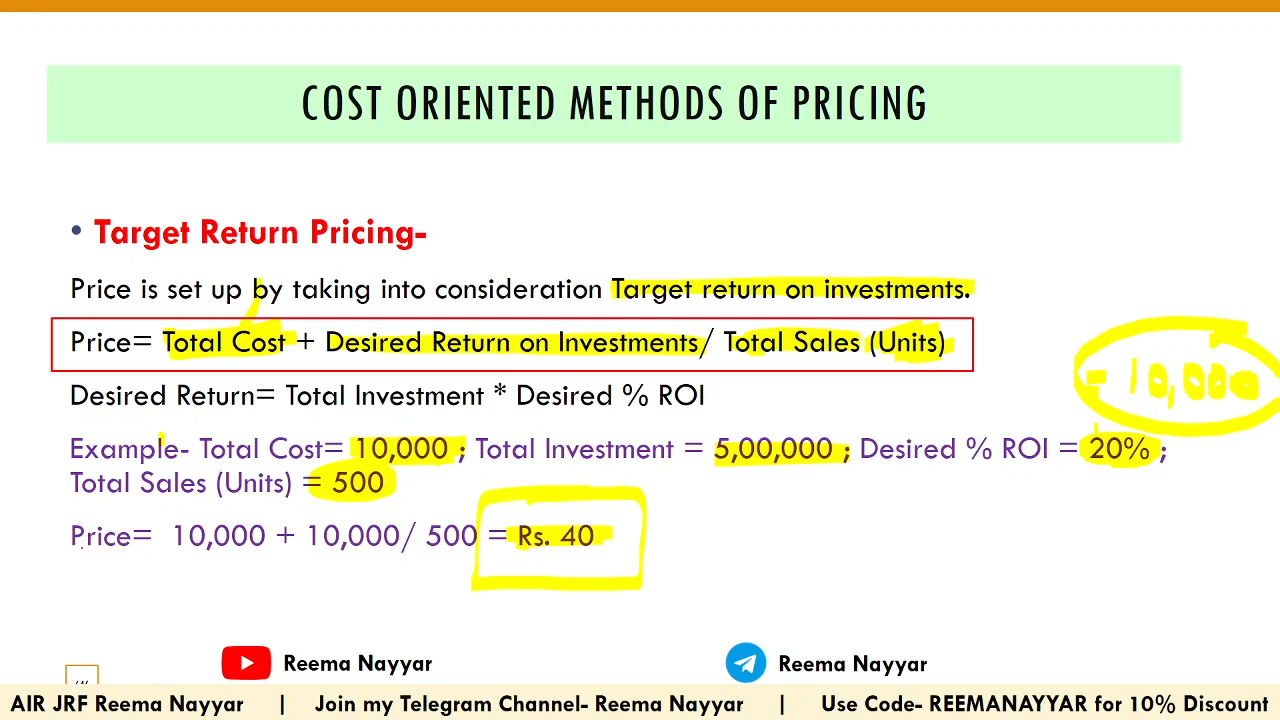 COST ORIENTED METHODS OF PRICING
• Target Return Pricing-
Price is set up by taking into consideration Target return on investments.
Price= Total Cost + Desired Return on Investments/ Total Sales (Units)
= 10,000
Desired Return= Total Investment * Desired % ROI
Example- Total Cost= 10,000 ; Total Investment = 5,00,000 ; Desired % ROI = 20% ;
Total Sales (Units) = 500
Price= 10,000 + 10,000/ 500 = Rs. 40
Reema Nayyar
Reema Nayyar
AIR JRF Reema Nayyar | Join my Telegram Channel- Reema Nayyar | Use Code- REEMANAYYAR for 10% Discount